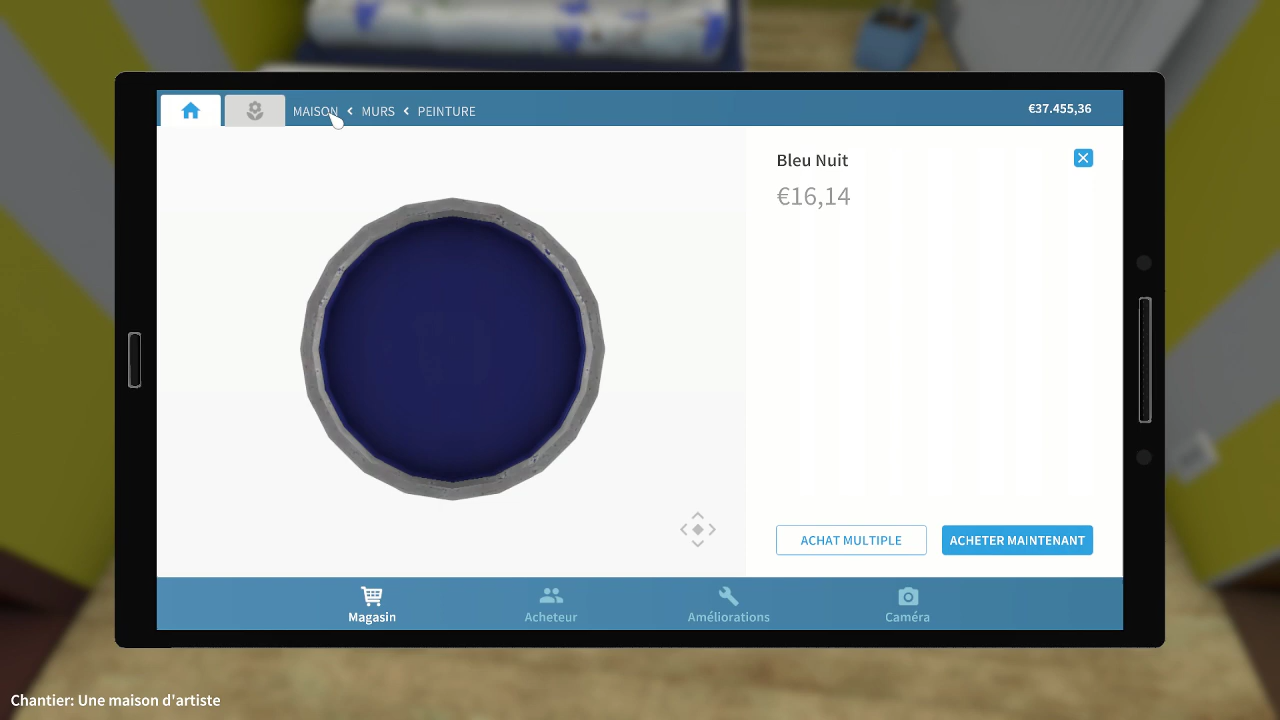 MAISON < MURS < PEINTURE
€37.455,36
Bleu Nuit
€16,14
ACHAT MULTIPLE
ACHETER MAINTENANT
Magasin
Acheteur
Améliorations
Caméra
Chantier: Une maison d'artiste